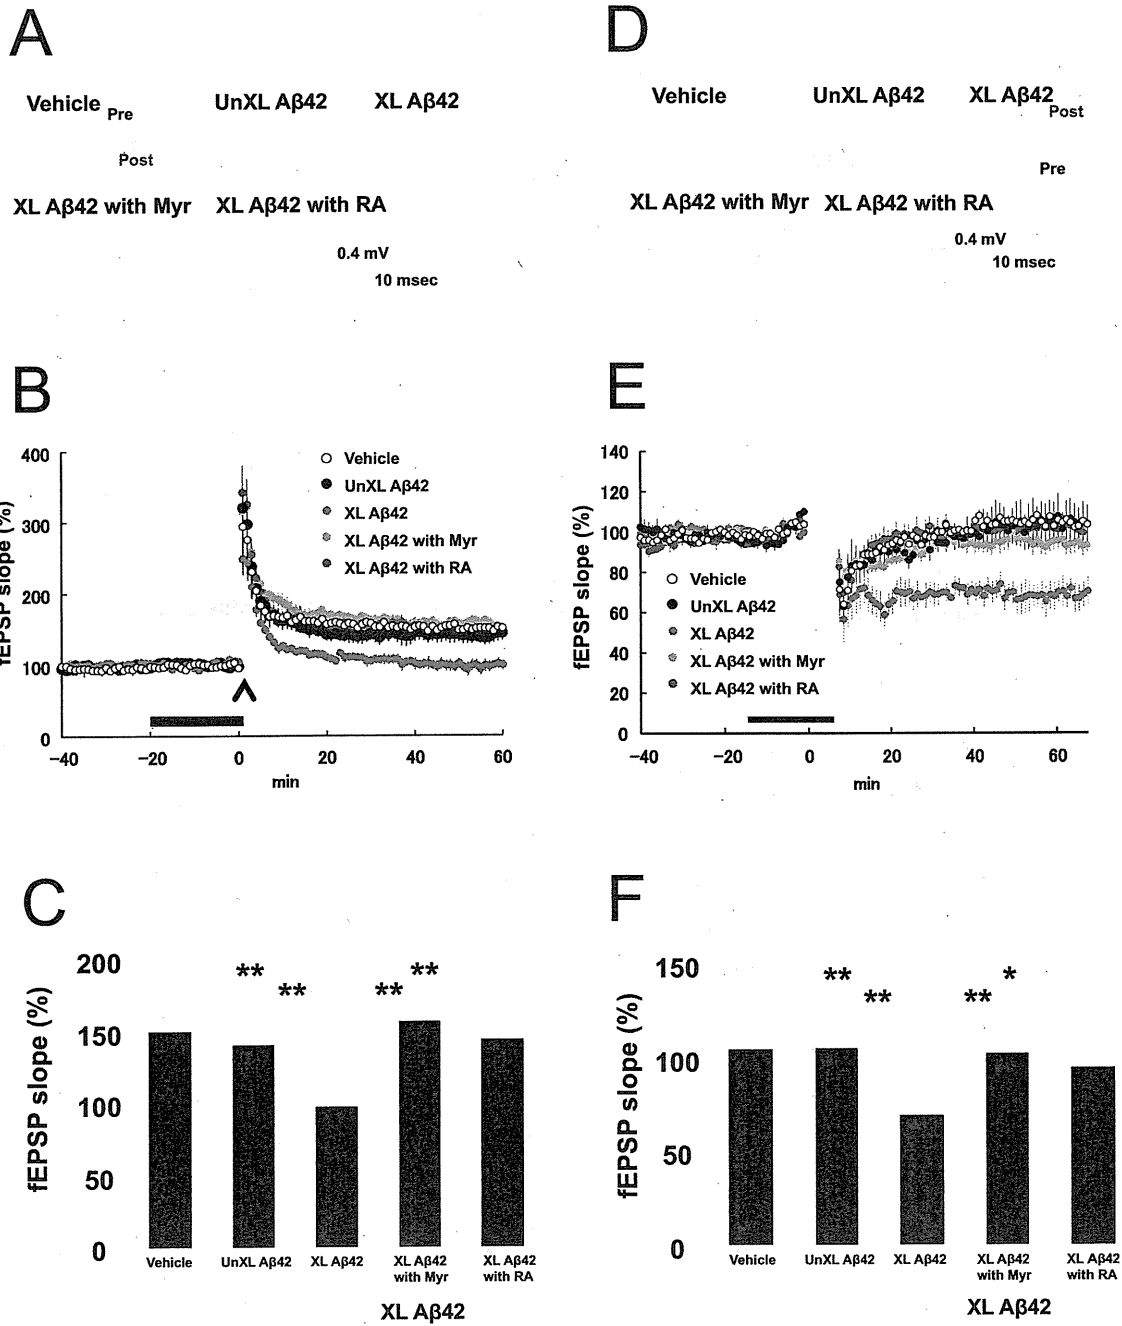 A
Vehicle
Pre
Post
UnXL Aβ42
XL Aβ42
XL Aβ42 with Myr
XL Aβ42 with RA
0.4 mV
10 msec
B
fEPSP slope (%)
400
300
200
100
0
Vehicle
UnXL Aβ42
XL Aβ42
XL Aβ42 with Myr
XL Aβ42 with RA
−40
−20
0
20
40
60
min
C
fEPSP slope (%)
200
150
100
50
0
**
**
**
**
Vehicle
UnXL Aβ42
XL Aβ42
XL Aβ42
with Myr
XL Aβ42
with RA
XL Aβ42
D
Vehicle
UnXL Aβ42
XL Aβ42
Post
Pre
XL Aβ42 with Myr
XL Aβ42 with RA
0.4 mV
10 msec
E
fEPSP slope (%)
140
120
100
80
60
40
20
0
Vehicle
UnXL Aβ42
XL Aβ42
XL Aβ42 with Myr
XL Aβ42 with RA
−40
−20
0
20
40
60
min
F
fEPSP slope (%)
150
100
50
0
**
**
**
*
Vehicle
UnXL Aβ42
XL Aβ42
XL Aβ42
with Myr
XL Aβ42
with RA
XL Aβ42